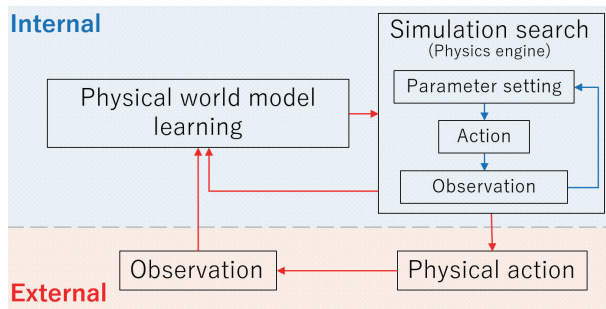 Internal
Simulation search
(Physics engine)
Parameter setting
Physical world model
learning
Action
Observation
Observation
Physical action
External